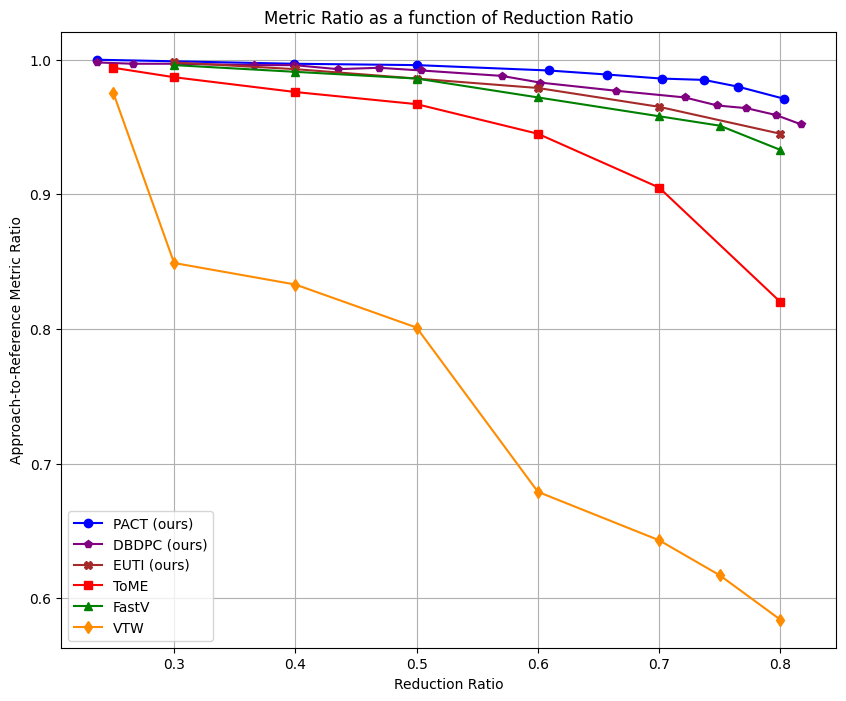 Metric Ratio as a function of Reduction Ratio
Approach-to-Reference Metric Ratio
1.0
0.9
0.8
0.7
0.6
PACT (ours)
DBDPC (ours)
EUTI (ours)
ToME
FastV
VTW
0.3 0.4 0.5 0.6 0.7 0.8
Reduction Ratio